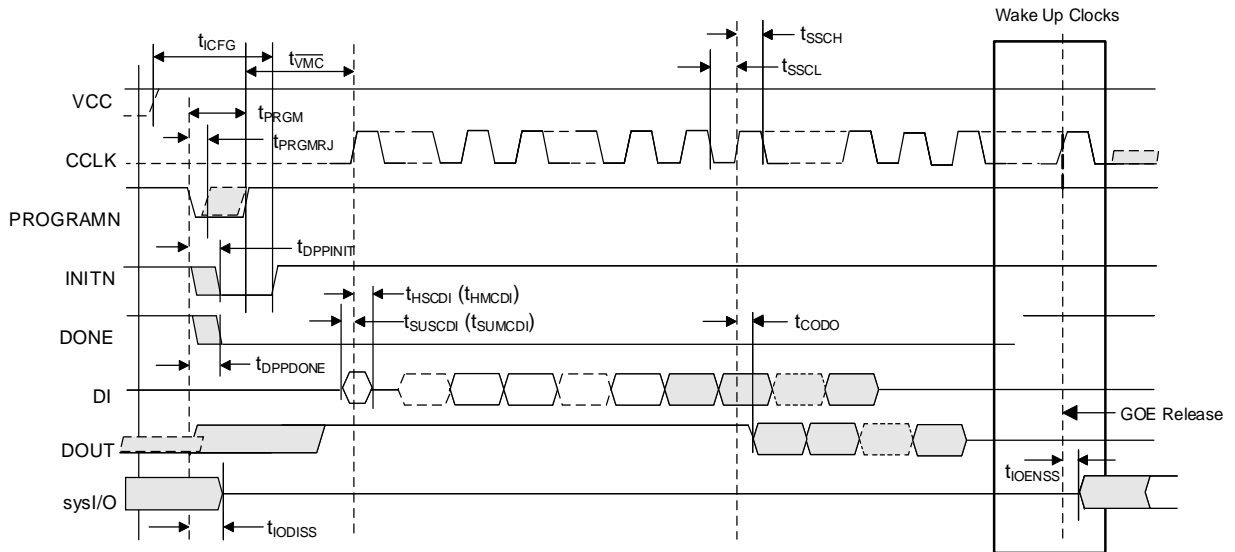 Wake Up Clocks
tICFG
tVMC
tSSCH
tSSCL
VCC
tPRGM
tPRGMRJ
CCLK
PROGRAMN
tDPPINIT
INITN
tHSCDI (tHMCDI)
tSUSCDI (tSUMCDI)
tCODO
DONE
tDPPDONE
DI
GOE Release
DOUT
tIOENSS
sysI/O
tIODISS